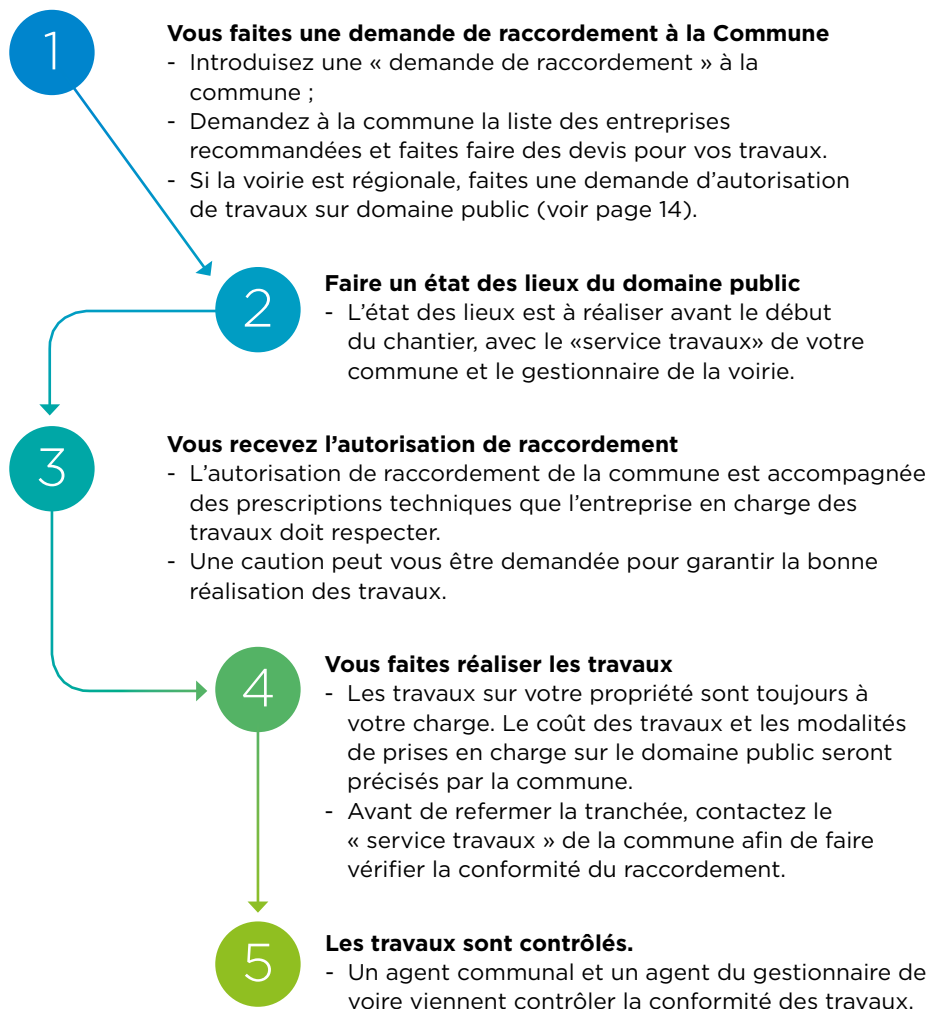 1
Vous faites une demande de raccordement à la Commune
- Introduisez une « demande de raccordement » à la
commune ;
- Demandez à la commune la liste des entreprises
recommandées et faites faire des devis pour vos travaux.
- Si la voirie est régionale, faites une demande d’autorisation
de travaux sur domaine public (voir page 14).
2
Faire un état des lieux du domaine public
- L’état des lieux est à réaliser avant le début
du chantier, avec le «service travaux» de votre
commune et le gestionnaire de la voirie.
3
Vous recevez l’autorisation de raccordement
- L’autorisation de raccordement de la commune est accompagnée
des prescriptions techniques que l’entreprise en charge des
travaux doit respecter.
- Une caution peut vous être demandée pour garantir la bonne
réalisation des travaux.
4
Vous faites réaliser les travaux
- Les travaux sur votre propriété sont toujours à
votre charge. Le coût des travaux et les modalités
de prises en charge sur le domaine public seront
précisés par la commune.
- Avant de refermer la tranchée, contactez le
« service travaux » de la commune afin de faire
vérifier la conformité du raccordement.
5
Les travaux sont contrôlés.
- Un agent communal et un agent du gestionnaire de
voire viennent contrôler la conformité des travaux.